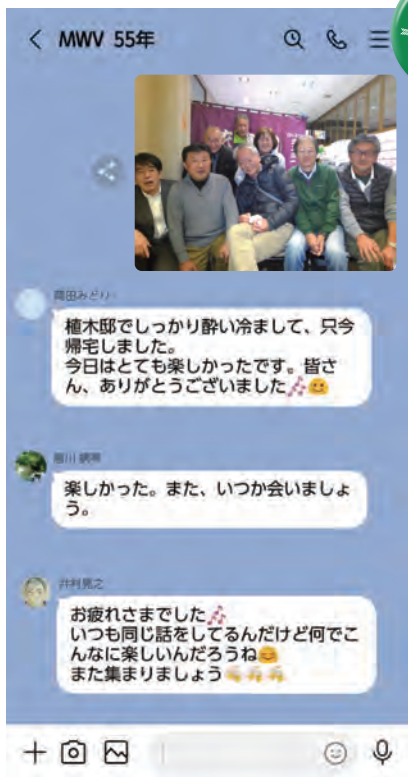 MWV 55年
植木邸でしっかり酔い冷まして、只今
帰宅しました。
今日はとても楽しかったです。皆さ
ん、ありがとうございました🎶😃
楽しかった。また、いつか会いましょ
う。
お疲れさまでした🎶
いつも同じ話をしてるんだけど何でこ
んなに楽しいんだろうね😊
また集まりましょう👏👏👏